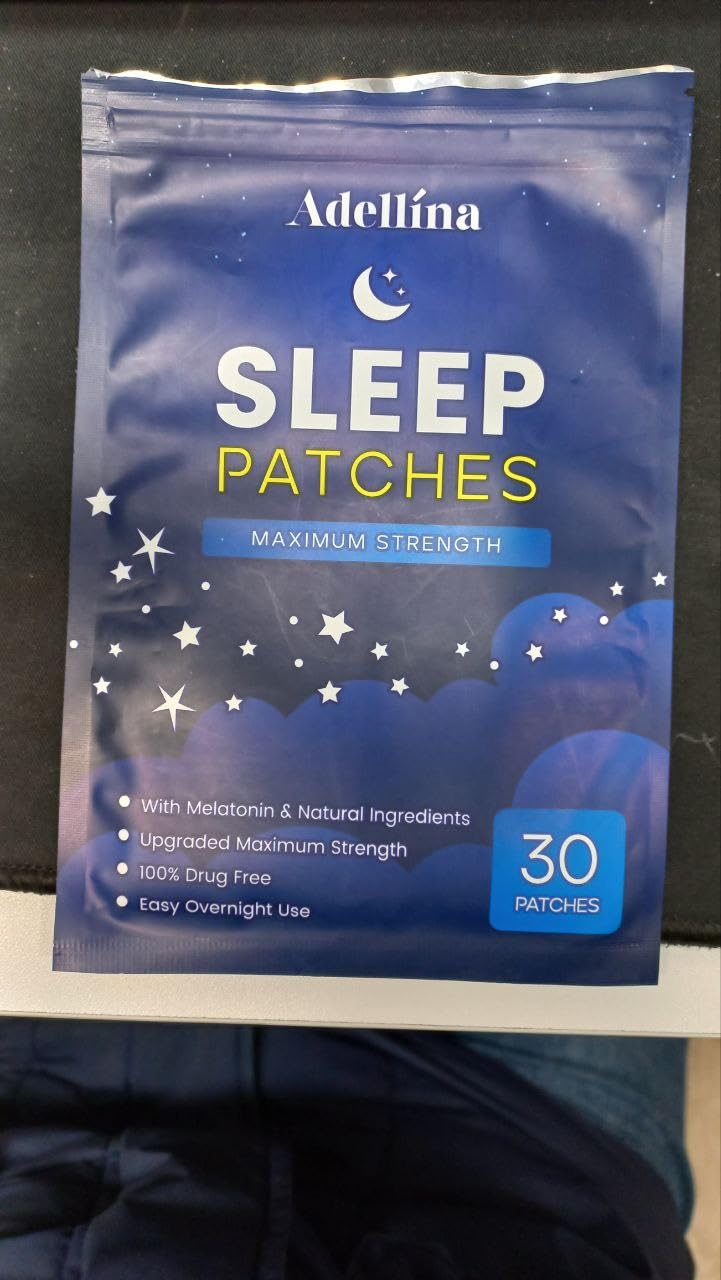 Adellína
SLEEP
PATCHES
MAXIMUM STRENGTH
With Melatonin & Natural Ingredients
Upgraded Maximum Strength
100% Drug Free
Easy Overnight Use
30
PATCHES